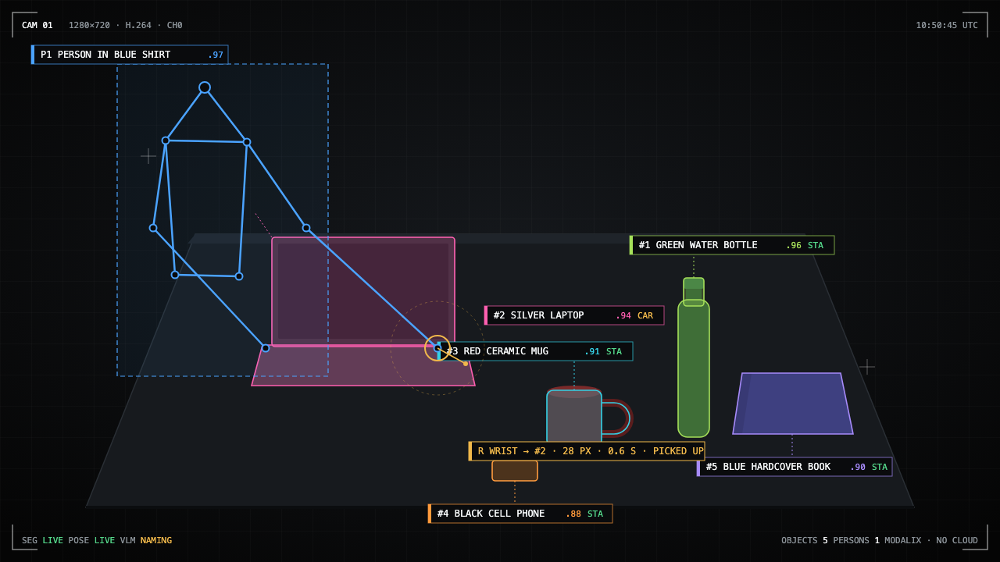 CAM 01 1280×720 · H.264 · CH0
10:50:45 UTC
P1 PERSON IN BLUE SHIRT .97
#1 GREEN WATER BOTTLE .96 STA
#2 SILVER LAPTOP .94 CAR
#3 RED CERAMIC MUG .91 STA
R WRIST → #2 · 28 PX · 0.6 S · PICKED UP
#5 BLUE HARDCOVER BOOK .90 STA
#4 BLACK CELL PHONE .88 STA
SEG LIVE POSE LIVE VLM NAMING
OBJECTS 5 PERSONS 1 MODALIX · NO CLOUD